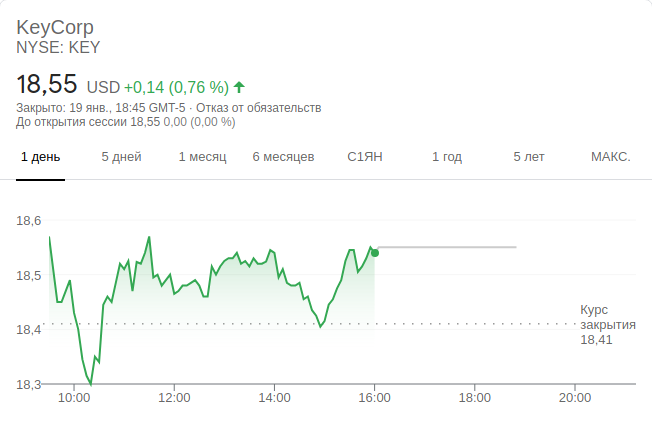 KeyCorp
NYSE: KEY
18,55 USD +0,14 (0,76 %)
Закрыто: 19 янв., 18:45 GMT-5 · Отказ от обязательств
До открытия сессии 18,55 0,00 (0,00 %)
1 день 5 дней 1 месяц 6 месяцев С1ЯН 1 год 5 лет МАКС.
18,6
18,5
18,4
18,3
Курс
закрытия
18,41
10:00 12:00 14:00 16:00 18:00 20:00